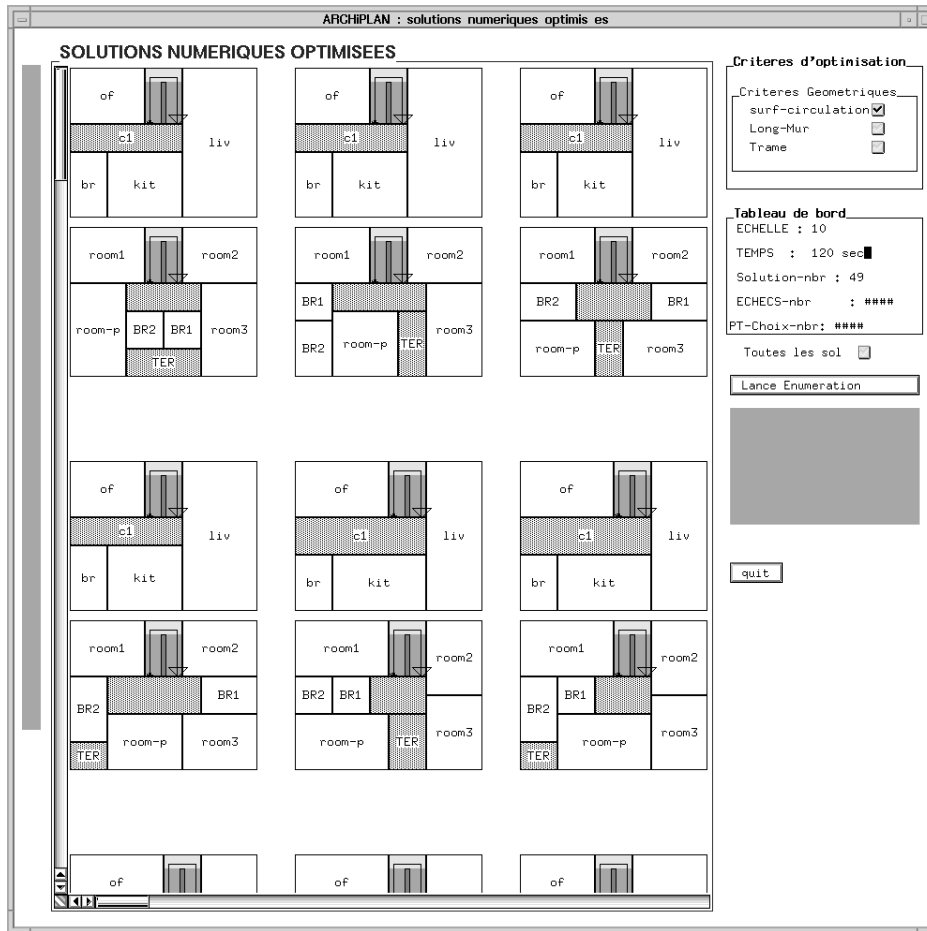 ARCHiPLAN : solutions numeriques optimis es
SOLUTIONS NUMERIQUES OPTIMISEES
of
c1
liv
br
kit
of
c1
liv
br
kit
of
c1
liv
br
kit
room1
room2
room-p
BR2
BR1
room3
TER
room1
room2
BR1
BR2
room-p
TER
room3
room1
room2
BR2
BR1
room-p
TER
room3
of
c1
liv
br
kit
of
c1
liv
br
kit
of
c1
liv
br
kit
room1
room2
BR2
BR1
TER
room-p
room3
room1
room2
BR2
BR1
room-p
TER
room3
room1
room2
BR2
BR1
TER
room-p
room3
of
of
of
Criteres d'optimisation
Criteres Geometriques
surf-circulation
Long-Mur
Trame
Tableau de bord
ECHELLE : 10
TEMPS : 120 sec
Solution-nbr : 49
ECHECS-nbr : ####
PT-Choix-nbr: ####
Toutes les sol
Lance Enumeration
quit